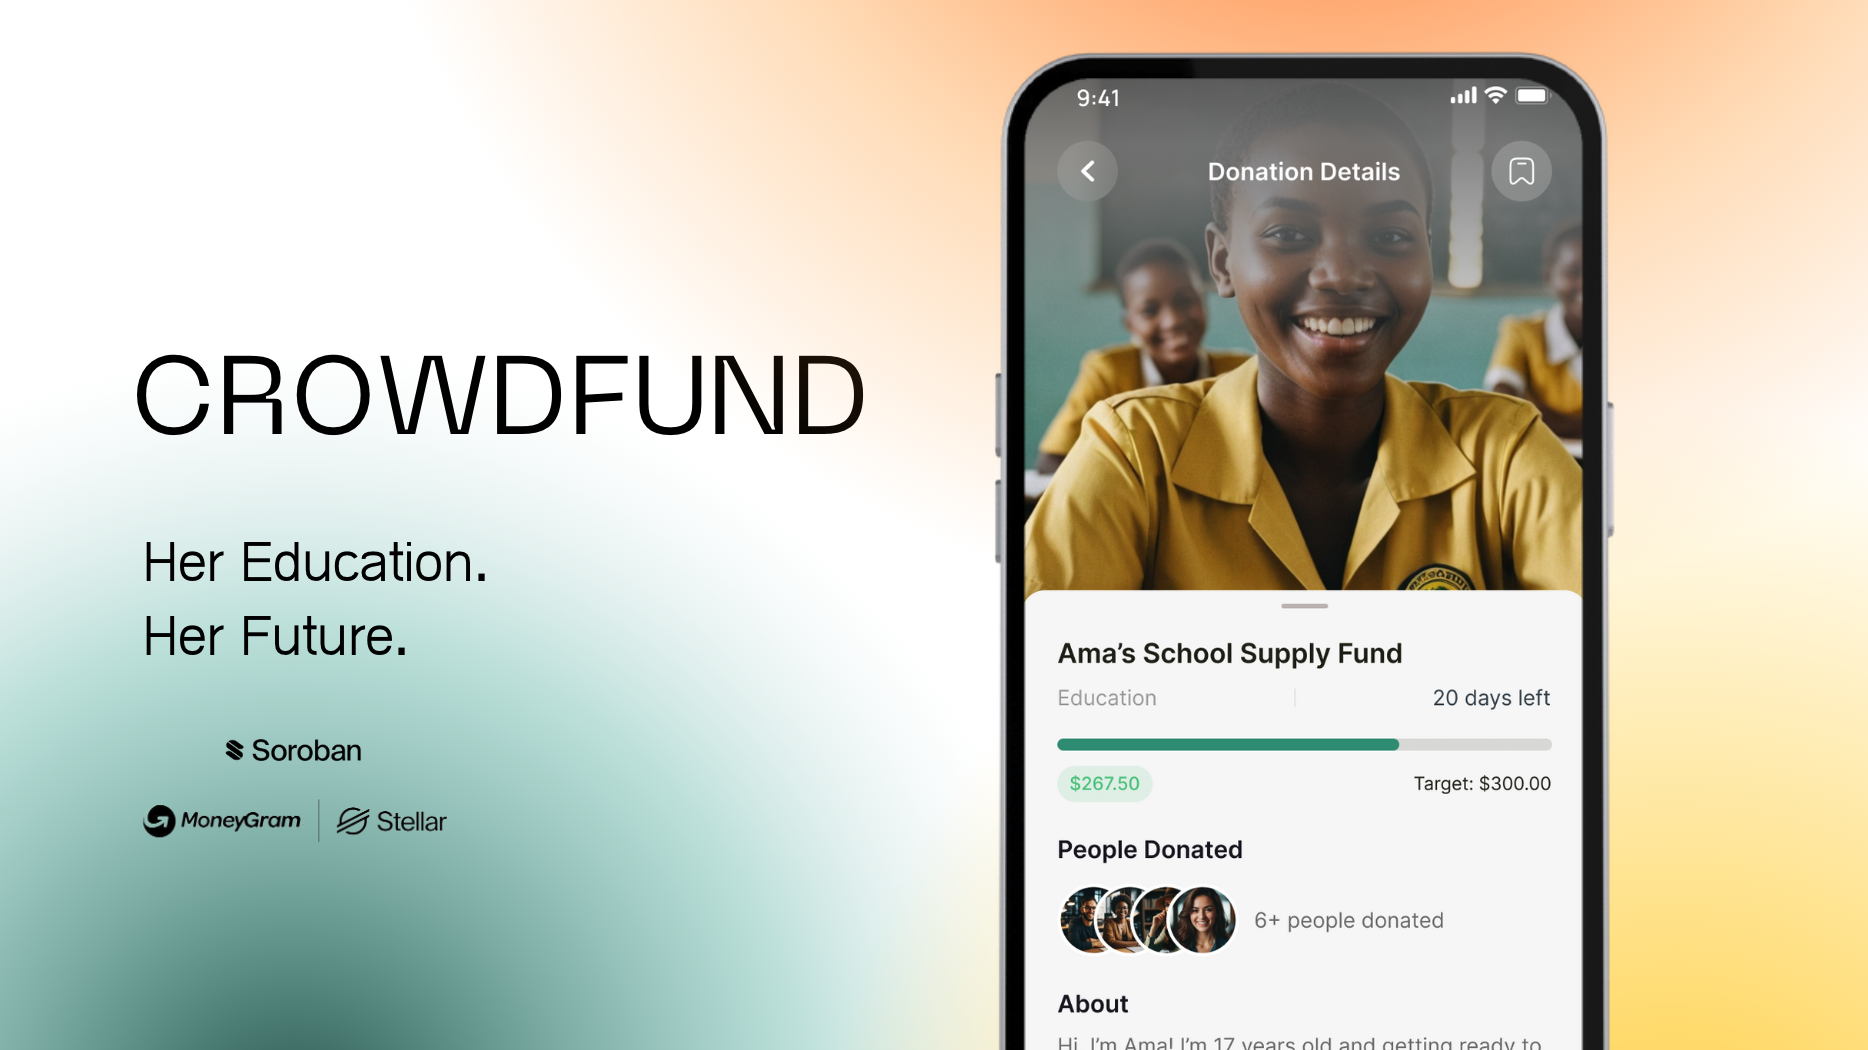 CROWDFUND
Her Education.
Her Future.
Soroban
MoneyGram
Stellar
9:41
Donation Details
Ama's School Supply Fund
Education
20 days left
$267.50
Target: $300.00
People Donated
6+ people donated
About
Hi, I'm Ama! I'm 17 years old and getting ready to